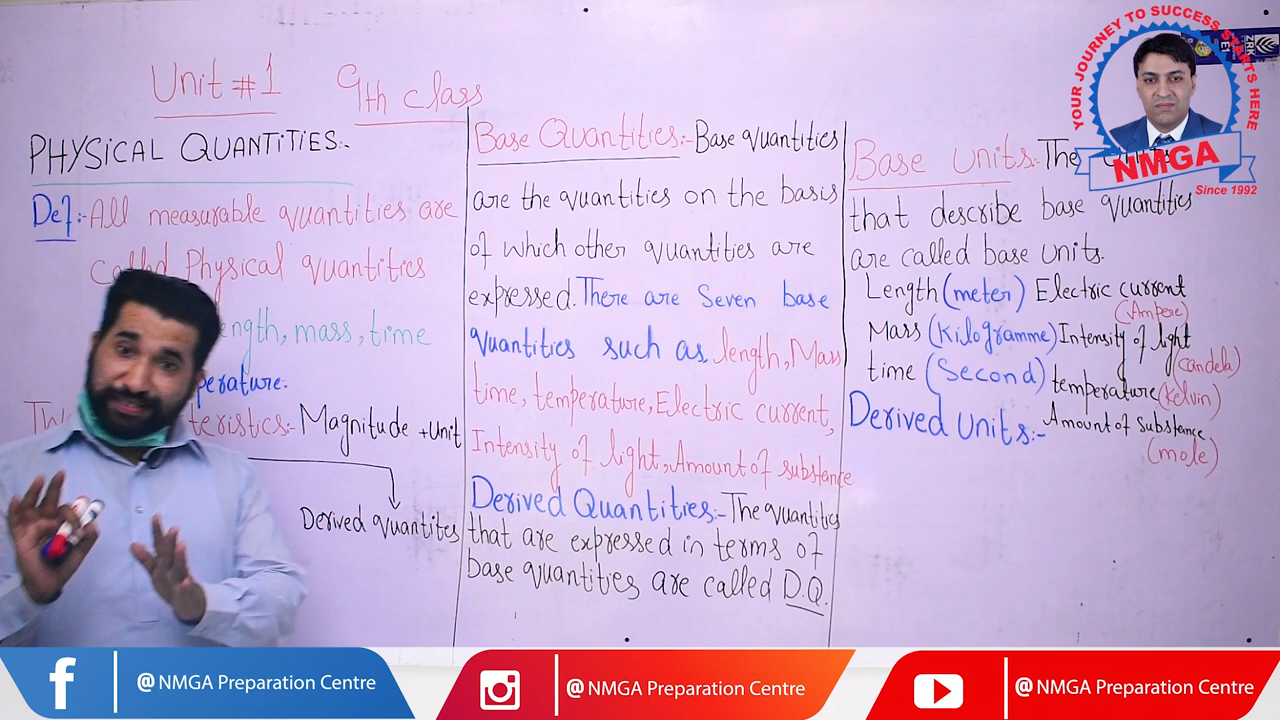 Unit #1 9th class
PHYSICAL QUANTITIES:-
Def:- All measurable quantities are
called Physical quantities
length, mass, time
perature.
teristics:- Magnitude + Unit
Derived quantites
Base Quantities:- Base quantities
are the quantities on the basis
of which other quantities are
expressed. There are Seven base
quantities such as length, Mass
time, temperature, Electric current,
Intensity of light, Amount of substance
Derived Quantities:- The quantities
that are expressed in terms of
base quantities are called D.Q.
Base units:- The
that describe base quantities
are called base units.
Length (meter) Electric current
(Ampere)
Mass (Kilogramme) Intensity of light
(candela)
time (Second) temperature (Kelvin)
Derived Units:- Amount of substance
(mole)
YOUR JOURNEY TO SUCCESS STARTS HERE
NMGA
Since 1992
ZRK
E1
@ NMGA Preparation Centre
@ NMGA Preparation Centre
@ NMGA Preparation Centre